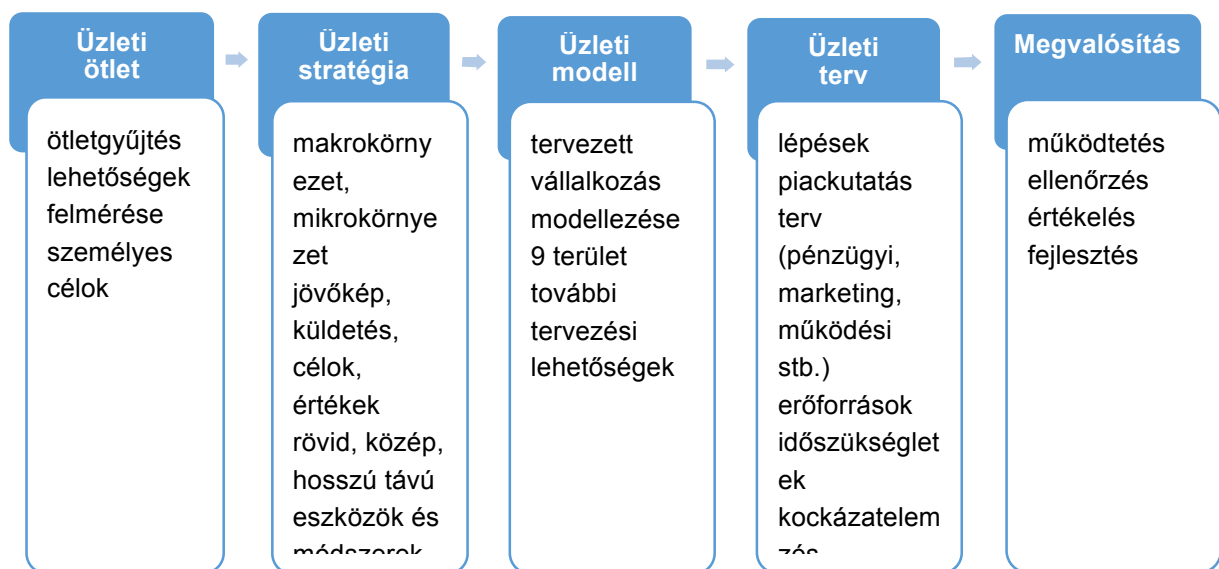 Üzleti
ötlet
ötletgyűjtés
lehetőségek
felmérése
személyes
célok
Üzleti
stratégia
makrokörny
ezet,
mikrokörnye
zet
jövőkép,
küldetés,
célok,
értékek
rövid, közép,
hosszú távú
eszközök és
módszerek
Üzleti
modell
tervezett
vállalkozás
modellezése
9 terület
további
tervezési
lehetőségek
Üzleti
terv
lépések
piackutatás
terv
(pénzügyi,
marketing,
működési
stb.)
erőforrások
időszükséglet
ek
kockázatelem
zés
Megvalósítás
működtetés
ellenőrzés
értékelés
fejlesztés